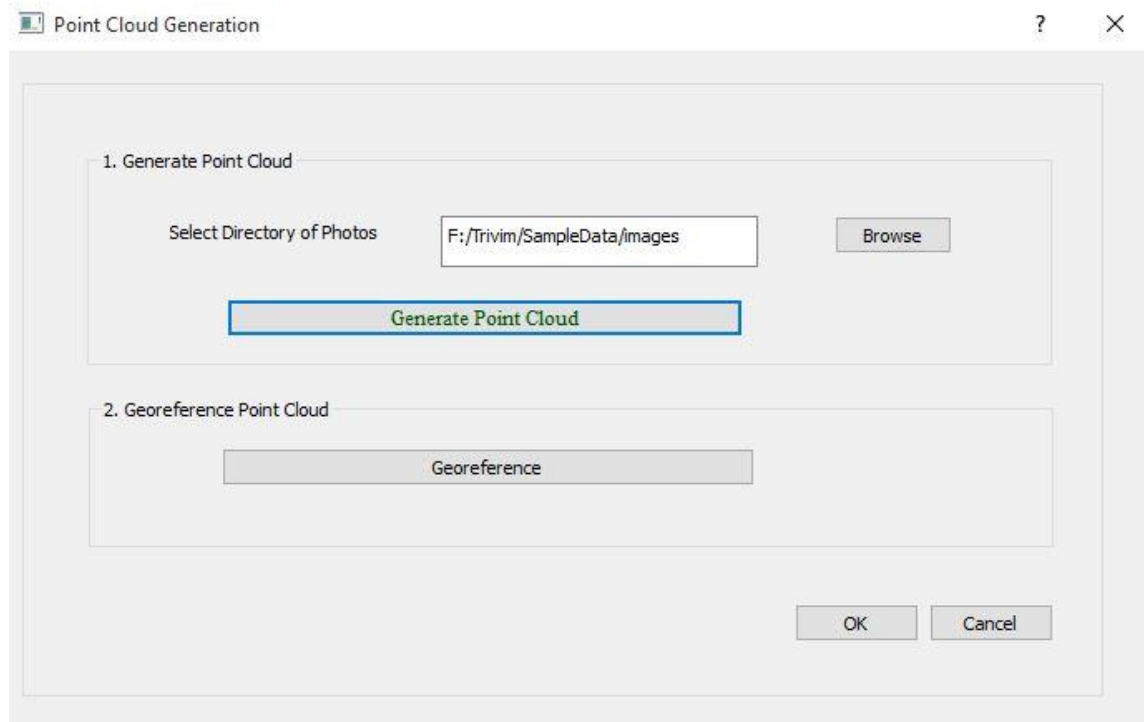 Point Cloud Generation
?
1. Generate Point Cloud
Select Directory of Photos
F:/Trivim/SampleData/images
Browse
Generate Point Cloud
2. Georeference Point Cloud
Georeference
OK
Cancel